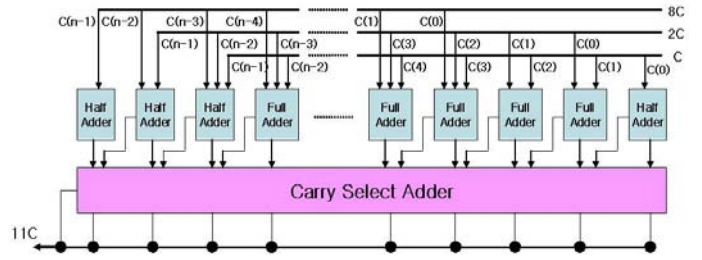 C(n-1) C(n-2) C(n-3) C(n-4) C(1) C(0) 8C
C(n-1) C(n-2) C(n-3) C(3) C(2) C(1) C(0) 2C
C(n-1) C(n-2) C(4) C(3) C(2) C(1) C(0) C
Half Adder
Half Adder
Half Adder
Full Adder
Full Adder
Full Adder
Full Adder
Full Adder
Half Adder
Carry Select Adder
11C